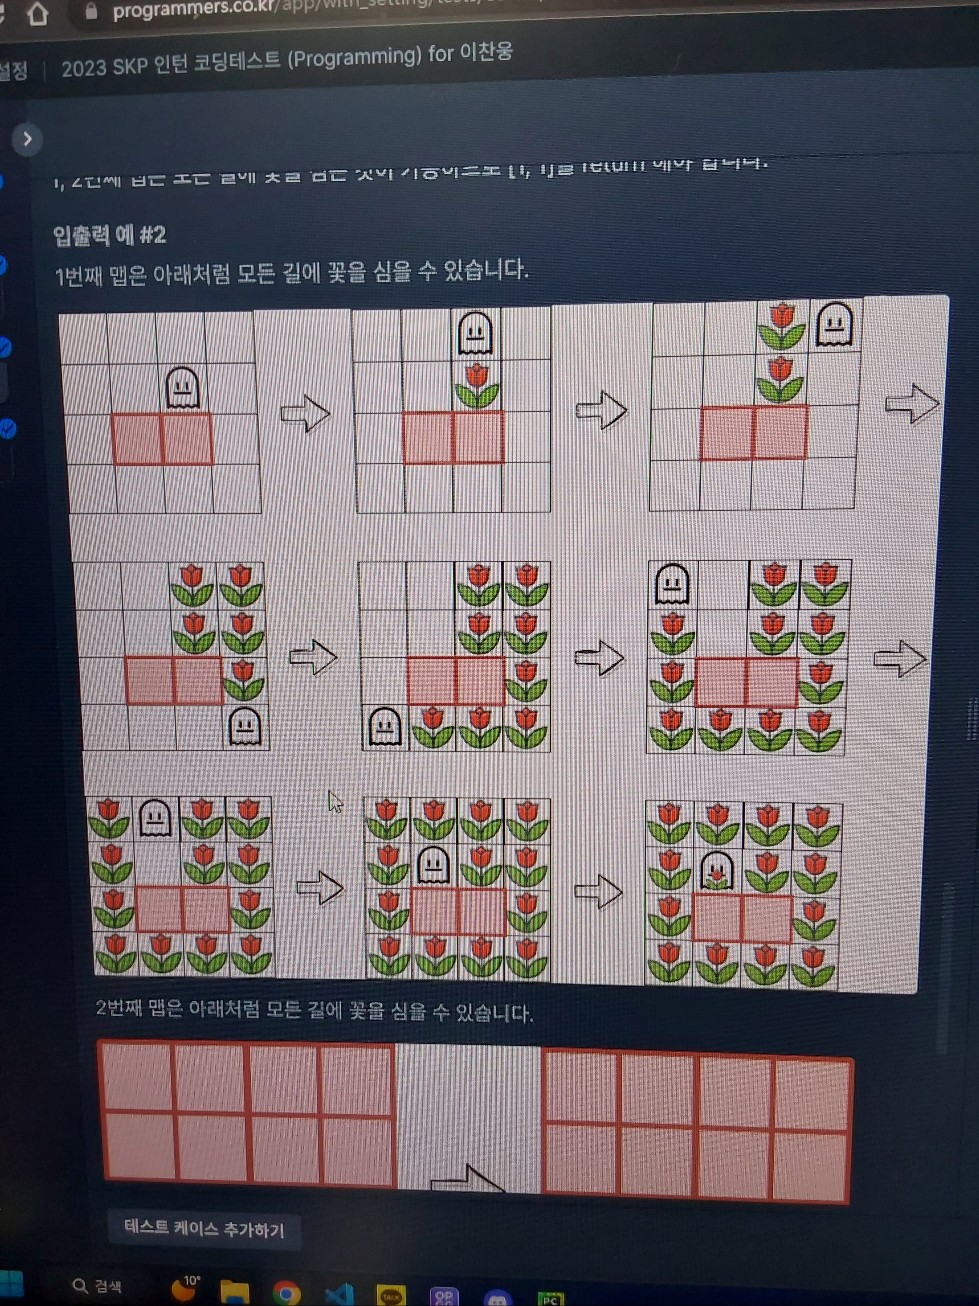 programmers.co.kr/app/with_setting/tests/
설정 | 2023 SKP 인턴 코딩테스트 (Programming) for 이찬웅
입출력 예 #2
1번째 맵은 아래처럼 모든 길에 꽃을 심을 수 있습니다.
2번째 맵은 아래처럼 모든 길에 꽃을 심을 수 있습니다.
테스트 케이스 추가하기
검색
10°
TALK
PC